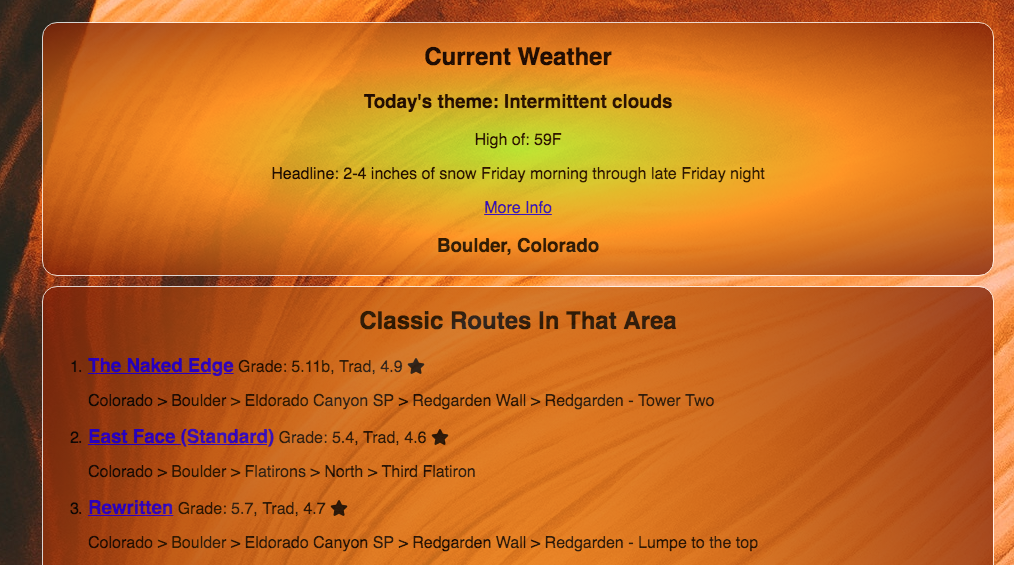 Current Weather
Today's theme: Intermittent clouds
High of: 59F
Headline: 2-4 inches of snow Friday morning through late Friday night
More Info
Boulder, Colorado
Classic Routes In That Area
1. The Naked Edge Grade: 5.11b, Trad, 4.9 ★
Colorado > Boulder > Eldorado Canyon SP > Redgarden Wall > Redgarden - Tower Two
2. East Face (Standard) Grade: 5.4, Trad, 4.6 ★
Colorado > Boulder > Flatirons > North > Third Flatiron
3. Rewritten Grade: 5.7, Trad, 4.7 ★
Colorado > Boulder > Eldorado Canyon SP > Redgarden Wall > Redgarden - Lumpe to the top